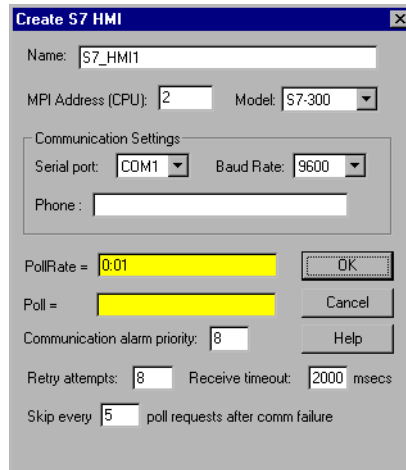 Create S7 HMI
Name: S7_HMI1
MPI Address (CPU): 2 Model: S7-300
Communication Settings
Serial port: COM1 Baud Rate: 9600
Phone :
PollRate = 0:01 OK
Poll = Cancel
Communication alarm priority: 8 Help
Retry attempts: 8 Receive timeout: 2000 msecs
Skip every 5 poll requests after comm failure